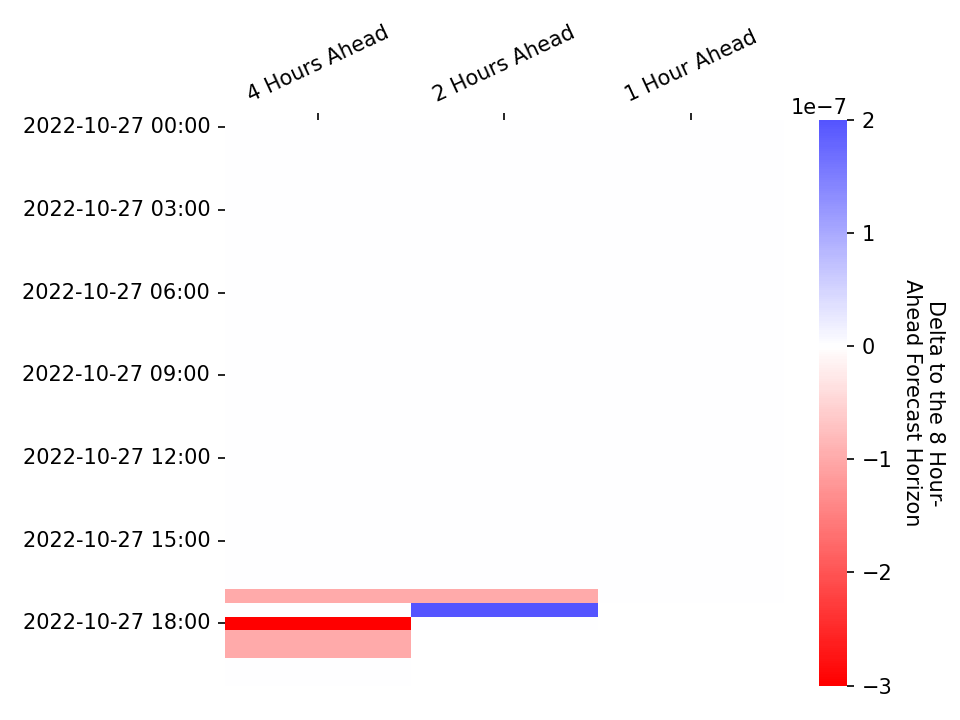 4 Hours Ahead
2 Hours Ahead
1 Hour Ahead
1e−7
2022-10-27 00:00
2022-10-27 03:00
2022-10-27 06:00
2022-10-27 09:00
2022-10-27 12:00
2022-10-27 15:00
2022-10-27 18:00
2
1
0
−1
−2
−3
Delta to the 8 Hour-
Ahead Forecast Horizon